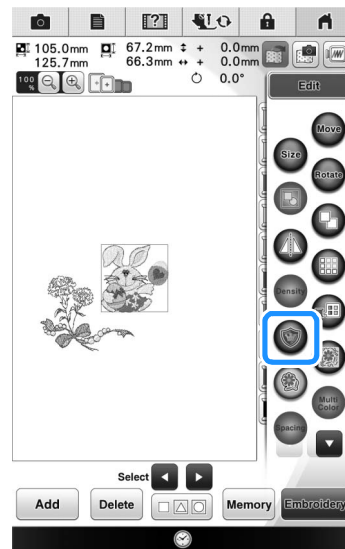 105.0mm 67.2mm + 0.0mm
125.7mm 66.3mm + 0.0mm
100 % 0.0°
Edit
Move
Size
Rotate
Density
Multi Color
Spacing
Select
Add Delete Memory Embroidery